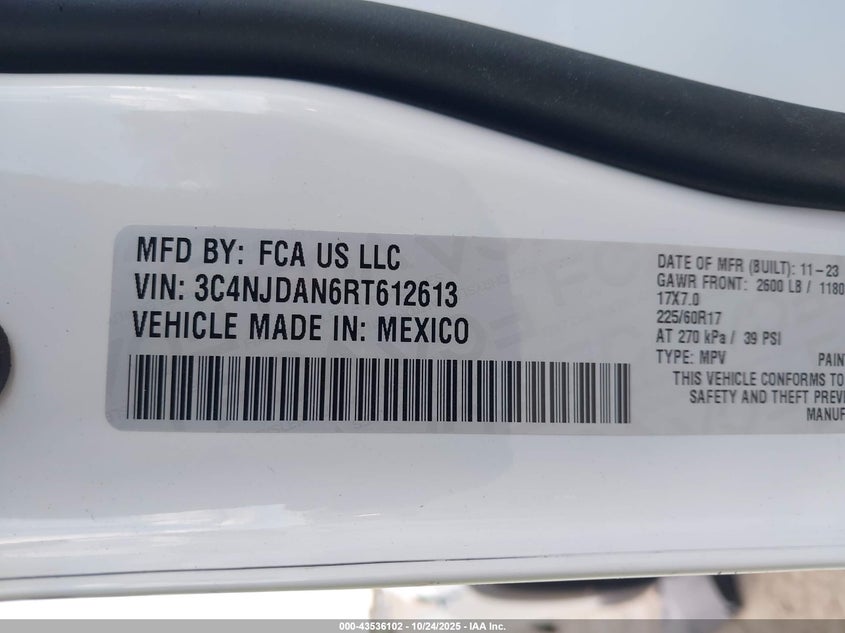 MFD BY: FCA US LLC
VIN: 3C4NJDAN6RT612613
VEHICLE MADE IN: MEXICO
DATE OF MFR (BUILT): 11-23
GAWR FRONT: 2600 LB / 1180
17X7.0
225/60R17
AT 270 kPa / 39 PSI
TYPE: MPV PAIN
THIS VEHICLE CONFORMS TO
SAFETY AND THEFT PREV
MANUF
000-43536102 - 10/24/2025 - IAA Inc.